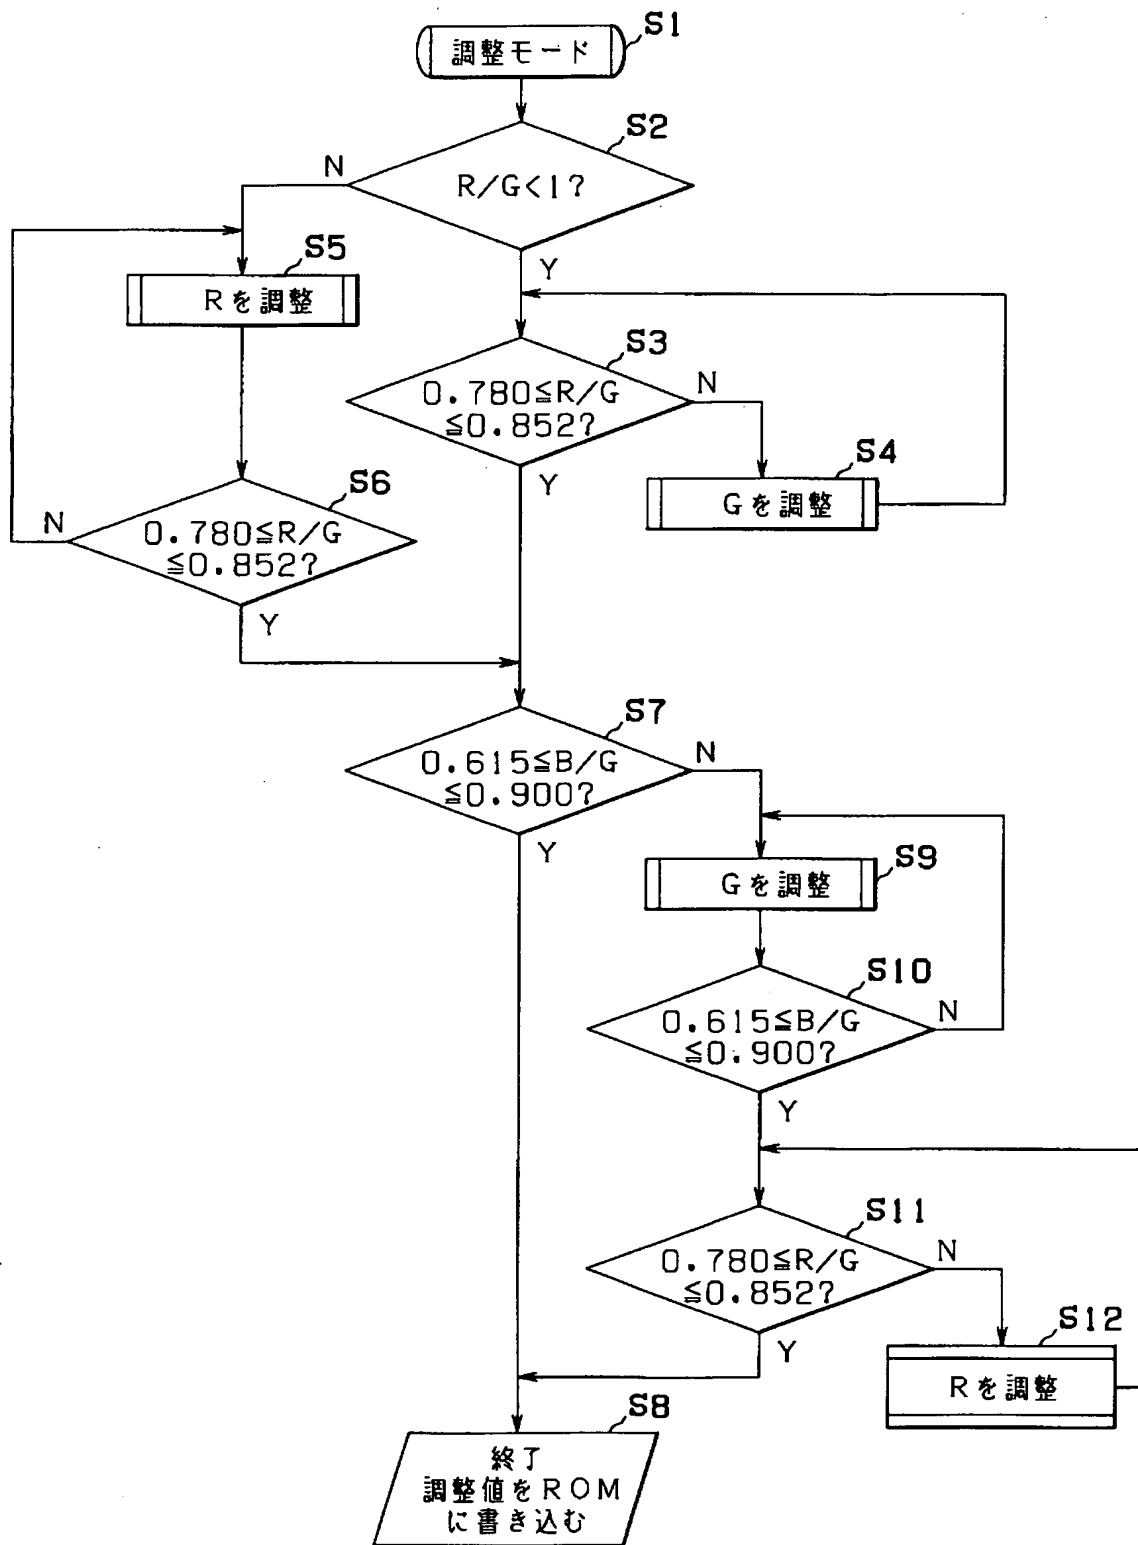 S1
調整モード
S2
R/G<1?
N
Y
S5
Rを調整
S3
0.780≦R/G
≦0.852?
N
Y
S4
Gを調整
S6
0.780≦R/G
≦0.852?
N
Y
S7
0.615≦B/G
≦0.900?
N
Y
S9
Gを調整
S10
0.615≦B/G
≦0.900?
N
Y
S11
0.780≦R/G
≦0.852?
N
Y
S12
Rを調整
S8
終了
調整値をROM
に書き込む